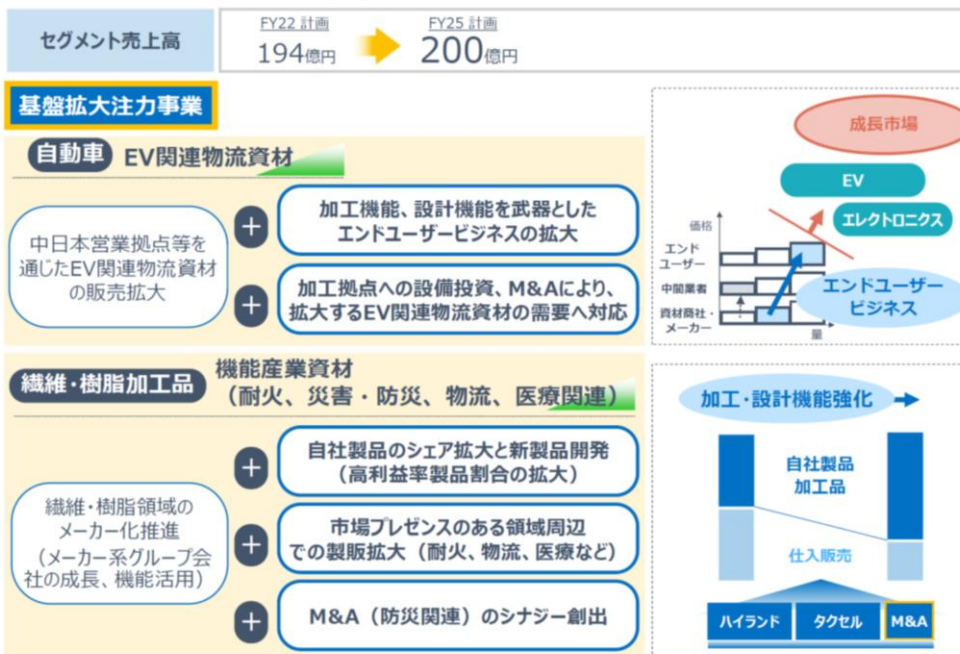 セグメント売上高
FY22 計画
194億円
FY25 計画
200億円
基盤拡大注力事業
自動車 EV関連物流資材
中日本営業拠点等を
通じたEV関連物流資材
の販売拡大
+
加工機能、設計機能を武器とした
エンドユーザービジネスの拡大
+
加工拠点への設備投資、M&Aにより、
拡大するEV関連物流資材の需要へ対応
成長市場
EV
エレクトロニクス
価格
エンド
ユーザー
中間業者
資材商社・
メーカー
量
エンドユーザー
ビジネス
繊維・樹脂加工品
機能産業資材
（耐火、災害・防災、物流、医療関連）
繊維・樹脂領域の
メーカー化推進
（メーカー系グループ会
社の成長、機能活用）
+
自社製品のシェア拡大と新製品開発
（高利益率製品割合の拡大）
+
市場プレゼンスのある領域周辺
での製販拡大（耐火、物流、医療など）
+
M&A（防災関連）のシナジー創出
加工・設計機能強化
自社製品
加工品
仕入販売
ハイランド
タクセル
M&A